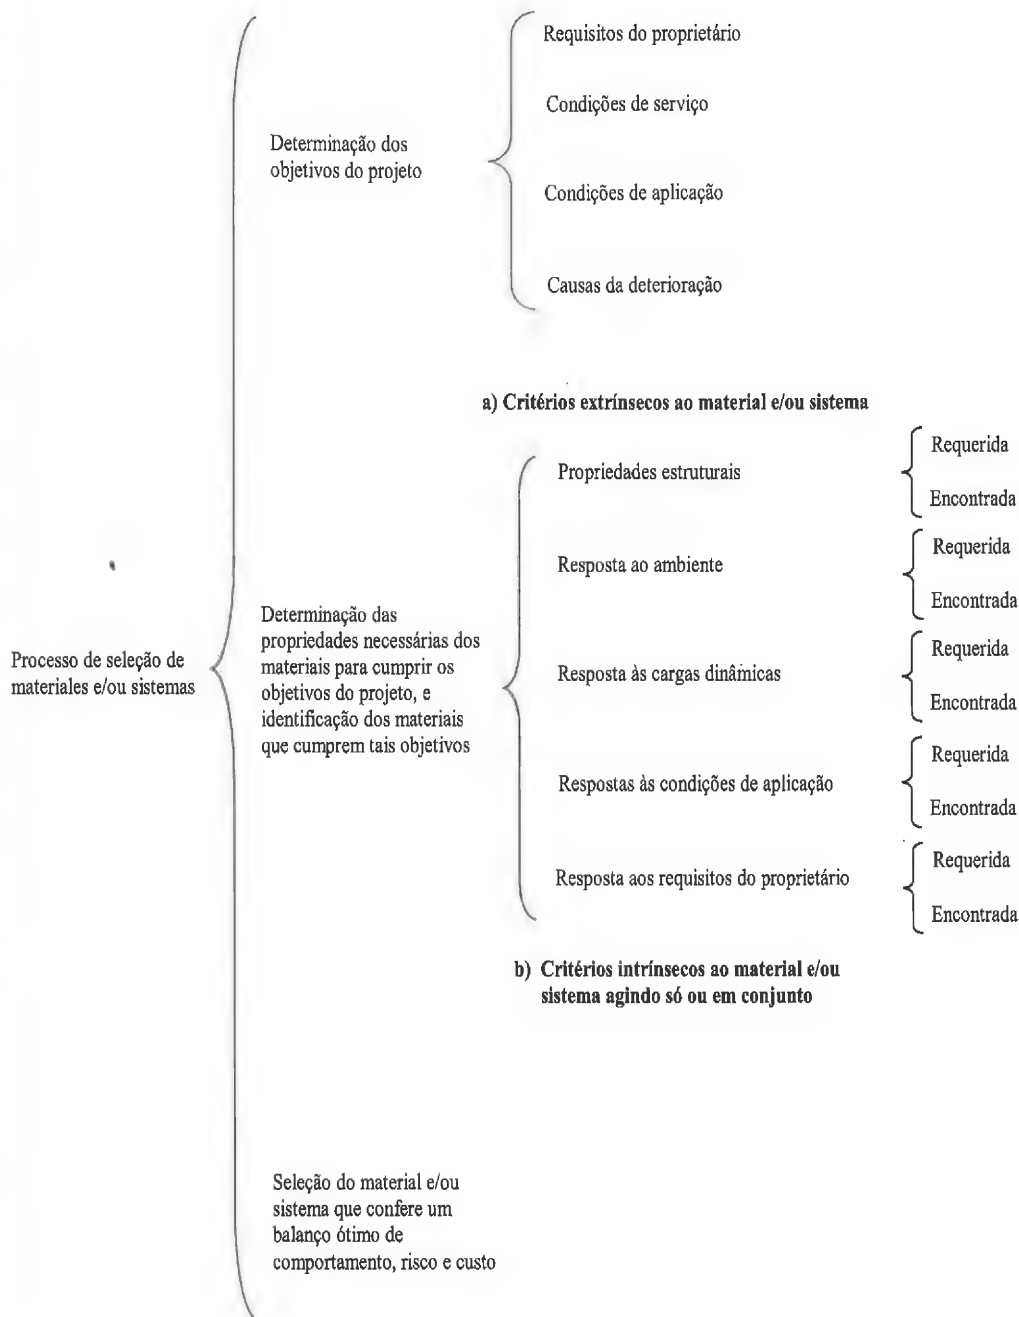 Requisitos do proprietário
Condições de serviço
Determinação dos
objetivos do projeto
Condições de aplicação
Causas da deterioração
a) Critérios extrínsecos ao material e/ou sistema
Propriedades estruturais
Requerida
Encontrada
Resposta ao ambiente
Requerida
Encontrada
Processo de seleção de
materiales e/ou sistemas
Determinação das
propriedades necessárias dos
materiais para cumprir os
objetivos do projeto, e
identificação dos materiais
que cumprem tais objetivos
Resposta às cargas dinâmicas
Requerida
Encontrada
Respostas às condições de aplicação
Requerida
Encontrada
Resposta aos requisitos do proprietário
Requerida
Encontrada
b) Critérios intrínsecos ao material e/ou
sistema agindo só ou em conjunto
Seleção do material e/ou
sistema que confere um
balanço ótimo de
comportamento, risco e custo